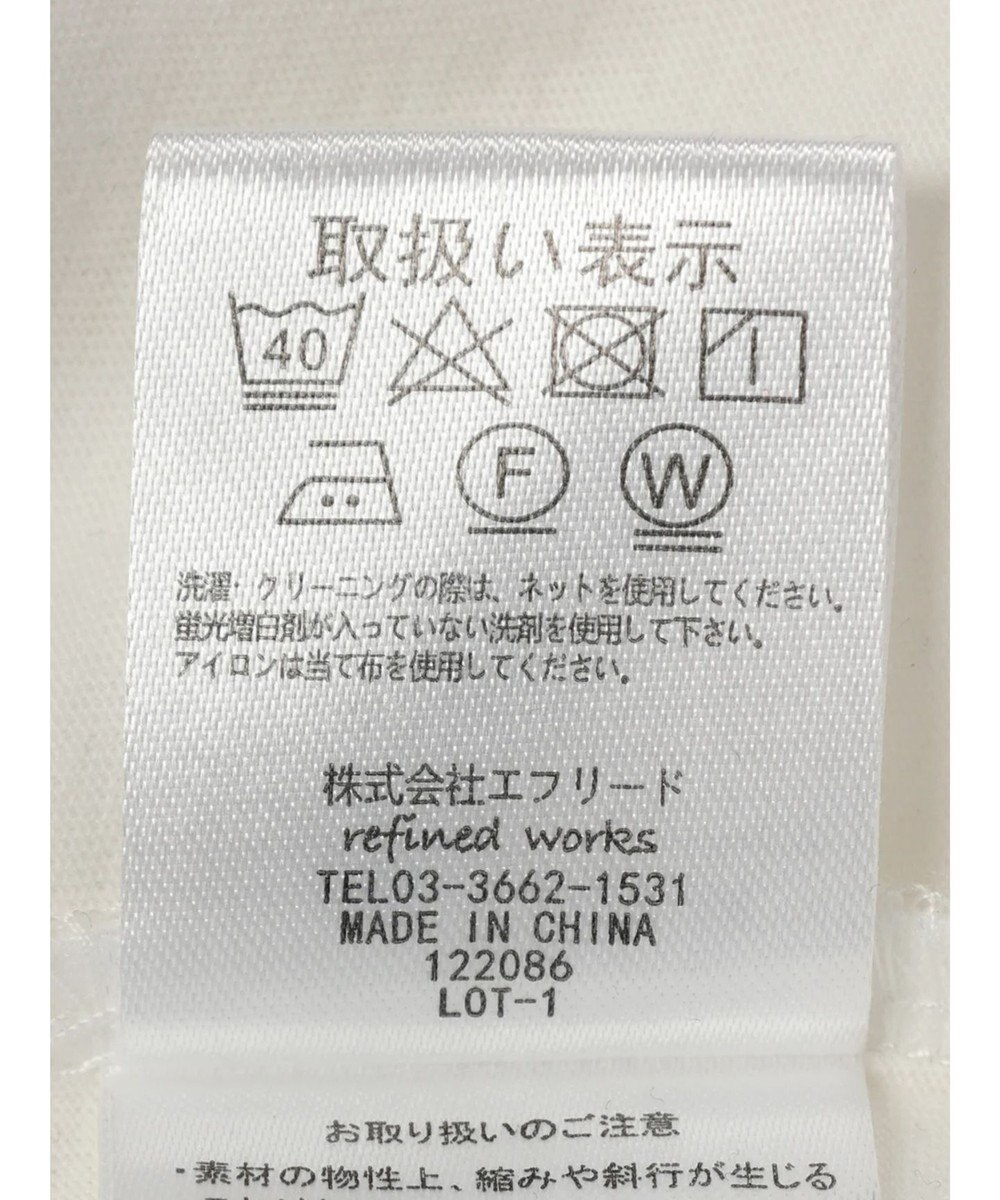 取扱い表示
40
F W
洗濯・クリーニングの際は、ネットを使用してください。
蛍光増白剤が入っていない洗剤を使用して下さい。
アイロンは当て布を使用してください。
株式会社エフリード
refined works
TEL03-3662-1531
MADE IN CHINA
122086
LOT-1
お取り扱いのご注意
・素材の物性上、縮みや斜行が生じる